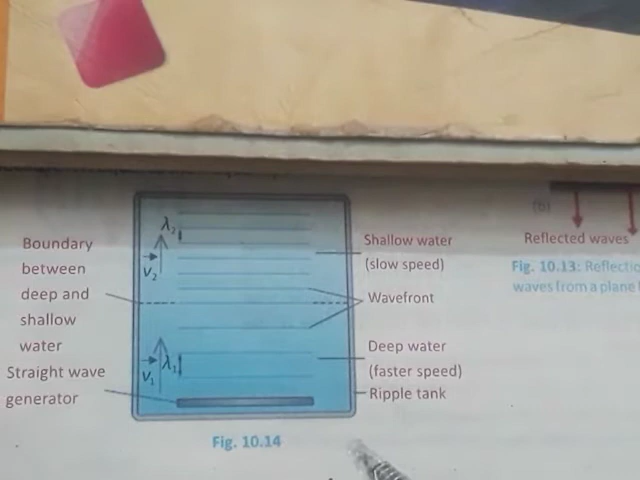 (b)
Reflected waves
Fig. 10.13: Reflectio
waves from a plane
Boundary
between
deep and
shallow
water
Straight wave
generator
λ₂
v₂
λ₁
v₁
Shallow water
(slow speed)
Wavefront
Deep water
(faster speed)
Ripple tank
Fig. 10.14